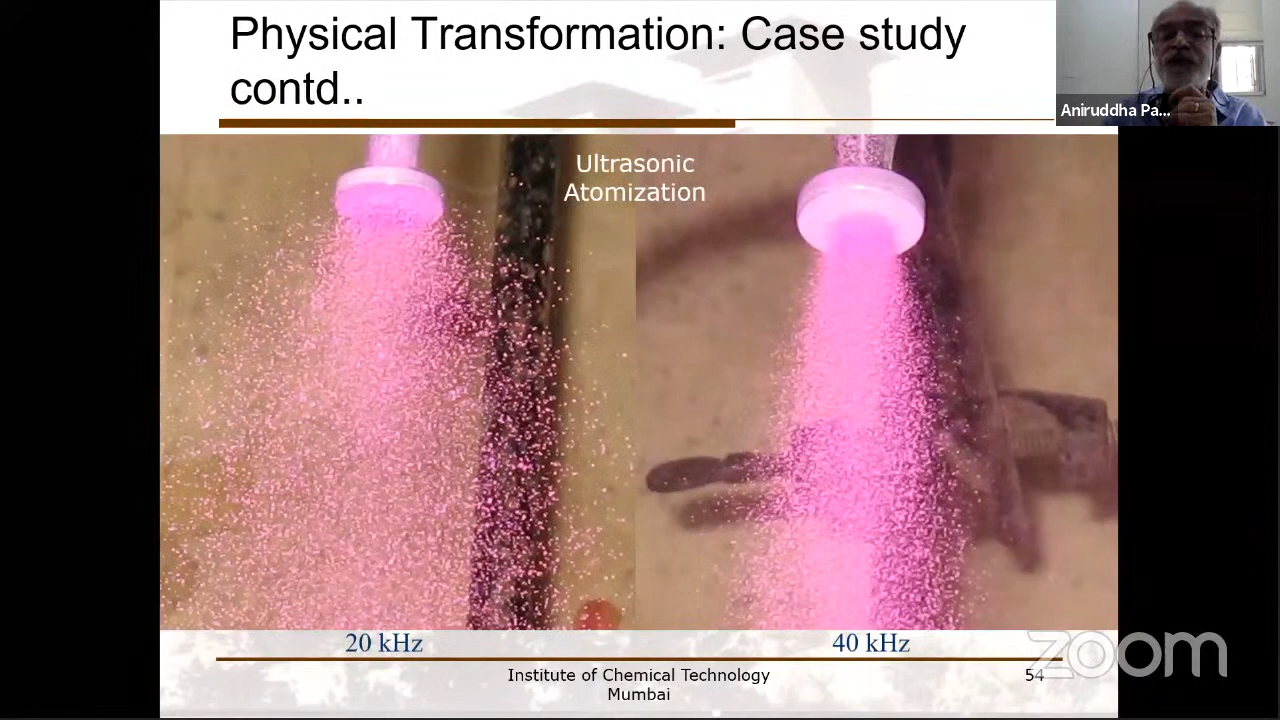 Physical Transformation: Case study
contd..
Aniruddha Pa...
Ultrasonic
Atomization
20 kHz
40 kHz
Institute of Chemical Technology
Mumbai
54
zoom